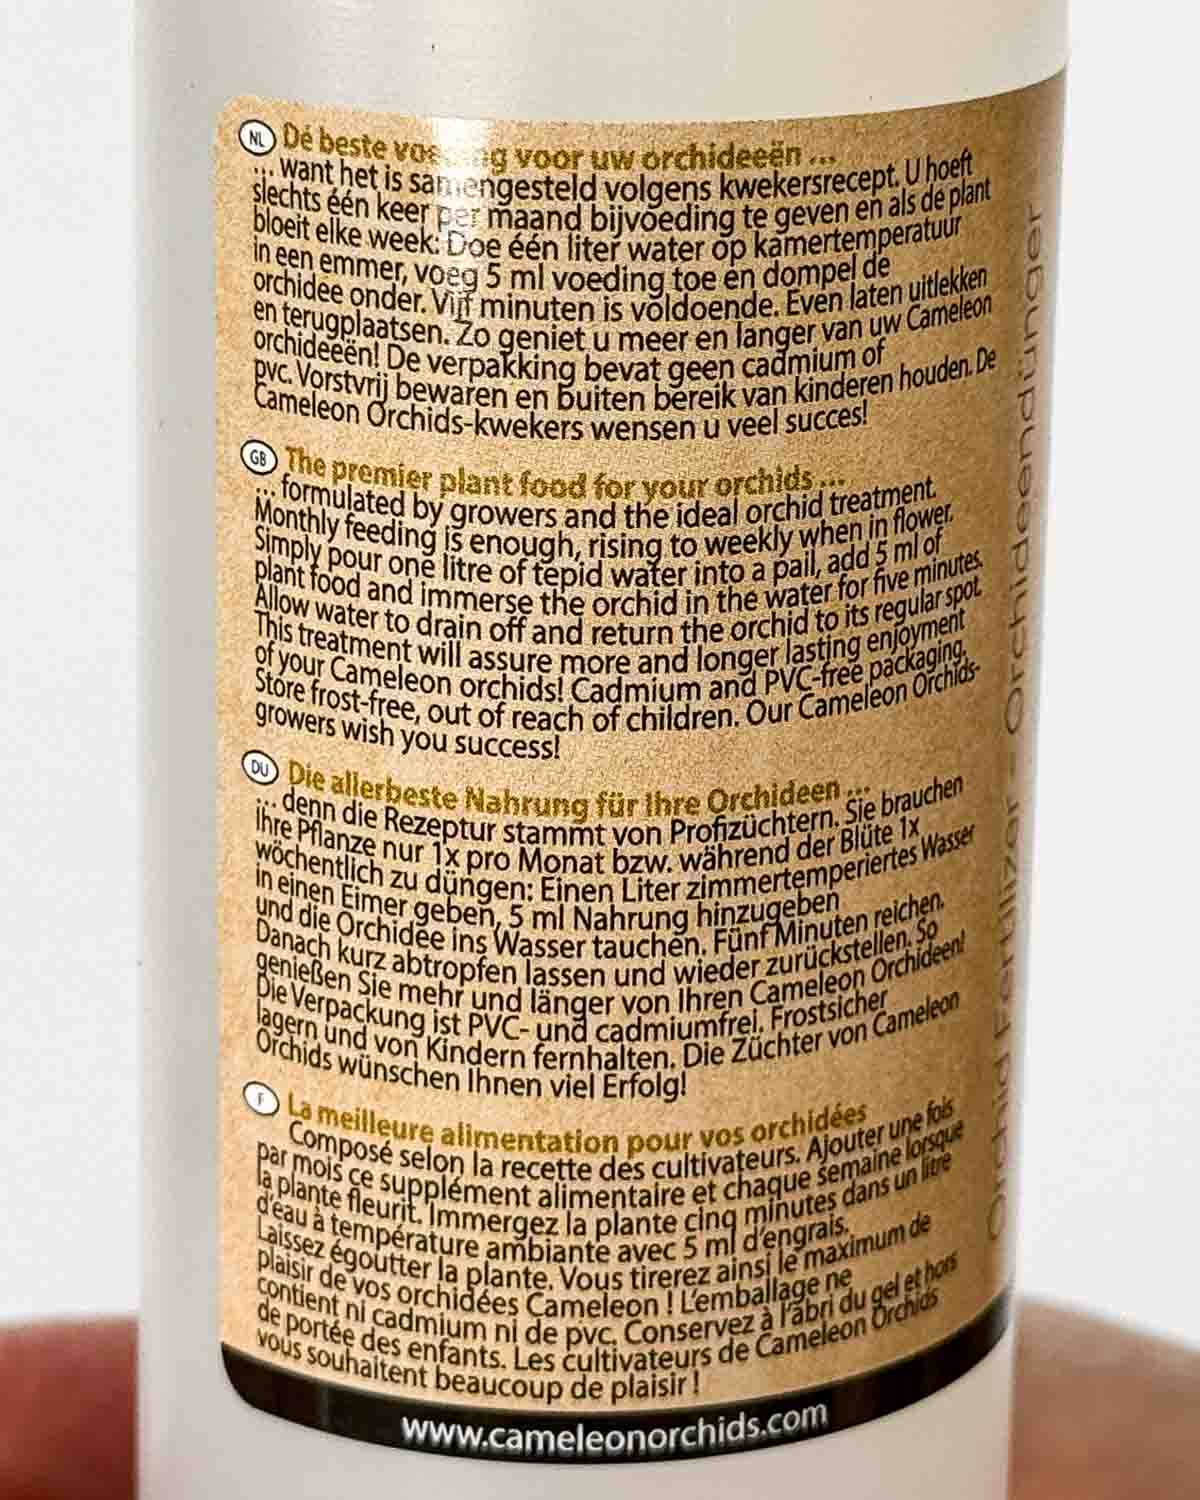 NL Dé beste voeding voor uw orchideeën ...
... want het is samengesteld volgens kwekersrecept. U hoeft
slechts één keer per maand bijvoeding te geven en als de plant
bloeit elke week: Doe één liter water op kamertemperatuur
in een emmer, voeg 5 ml voeding toe en dompel de
orchidee onder. Vijf minuten is voldoende. Even laten uitlekken
en terugplaatsen. Zo geniet u meer en langer van uw Cameleon
orchideeën! De verpakking bevat geen cadmium of
pvc. Vorstvrij bewaren en buiten bereik van kinderen houden. De
Cameleon Orchids-kwekers wensen u veel succes!
GB The premier plant food for your orchids ...
... formulated by growers and the ideal orchid treatment.
Monthly feeding is enough, rising to weekly when in flower.
Simply pour one litre of tepid water into a pail, add 5 ml of
plant food and immerse the orchid in the water for five minutes.
Allow water to drain off and return the orchid to its regular spot.
This treatment will assure more and longer lasting enjoyment
of your Cameleon orchids! Cadmium and PVC-free packaging.
Store frost-free, out of reach of children. Our Cameleon Orchids-
growers wish you success!
DU Die allerbeste Nahrung für Ihre Orchideen ...
... denn die Rezeptur stammt von Profizüchtern. Sie brauchen
Ihre Pflanze nur 1x pro Monat bzw. während der Blüte 1x
wöchentlich zu düngen: Einen Liter zimmertemperiertes Wasser
in einen Eimer geben, 5 ml Nahrung hinzugeben
und die Orchidee ins Wasser tauchen. Fünf Minuten reichen.
Danach kurz abtropfen lassen und wieder zurückstellen. So
genießen Sie mehr und länger von Ihren Cameleon Orchideen!
Die Verpackung ist PVC- und cadmiumfrei. Frostsicher
lagern und von Kindern fernhalten. Die Züchter von Cameleon
Orchids wünschen Ihnen viel Erfolg!
F La meilleure alimentation pour vos orchidées
Composé selon la recette des cultivateurs. Ajouter une fois
par mois ce supplément alimentaire et chaque semaine lorsque
la plante fleurit. Immergez la plante cinq minutes dans un litre
d'eau à température ambiante avec 5 ml d'engrais.
Laissez égoutter la plante. Vous tirerez ainsi le maximum de
plaisir de vos orchidées Cameleon ! L'emballage ne
contient ni cadmium ni de pvc. Conservez à l'abri du gel et hors
de portée des enfants. Les cultivateurs de Cameleon Orchids
vous souhaitent beaucoup de plaisir !
www.cameleonorchids.com
Orchid Fertilizer - Orchideendünger